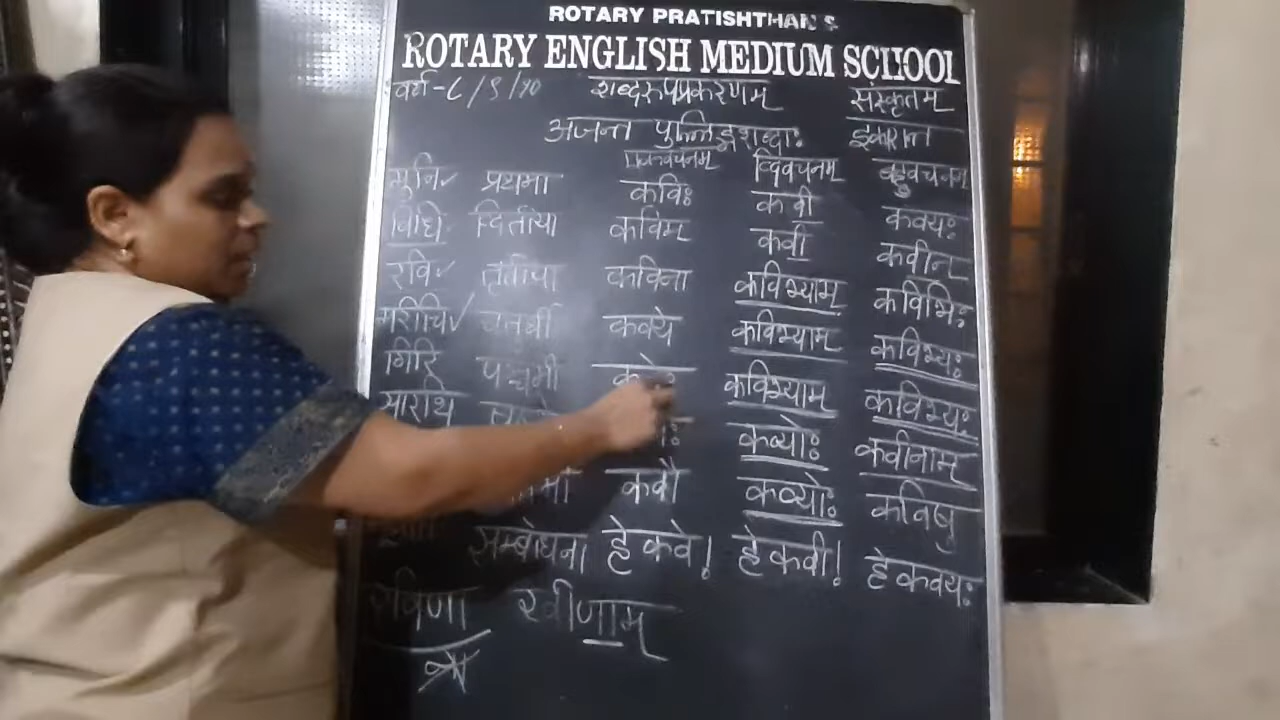 ROTARY PRATISHTHAN'S
ROTARY ENGLISH MEDIUM SCHOOL
वर्ग-८/९/१० शब्दरुपप्रकरणम् संस्कृतम्
अजन्त पुल्लिङ्गशब्दाः इकारान्त
एकवचनम् द्विवचनम् बहुवचनम्
मुनि✓ प्रथमा कविः कवी कवयः
विधि द्वितीया कविम् कवी कवीन्
रवि✓ तृतीया कविना कविभ्याम् कविभिः
मरीचि✓ चतुर्थी कवये कविभ्याम् कविभ्यः
गिरि पञ्चमी कविभ्याम् कविभ्यः
सारथि कव्योः कवीनाम्
कवौ कव्योः कविषु
सम्बोधना हे कवे! हे कवी! हे कवयः
रविणा रवीणाम्